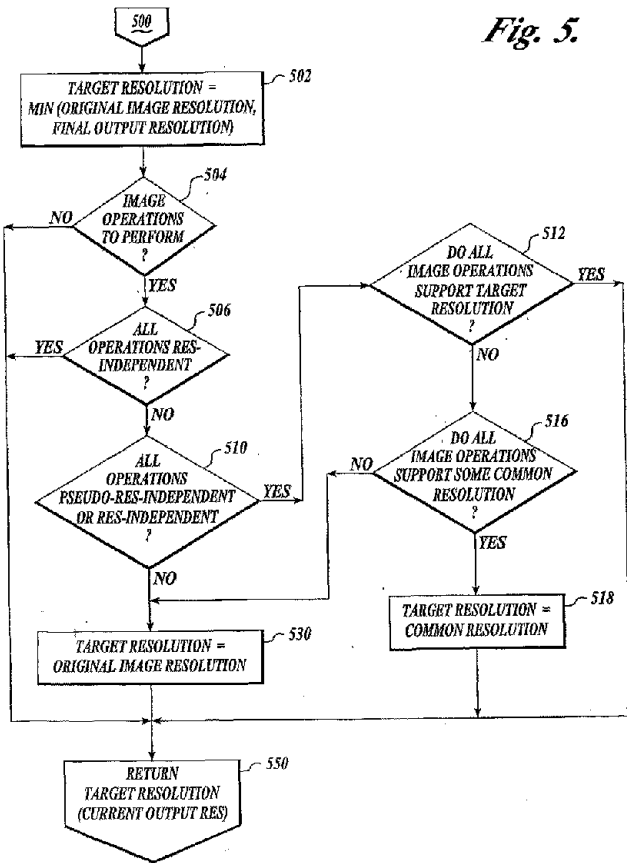 500
Fig. 5.
TARGET RESOLUTION =
MIN (ORIGINAL IMAGE RESOLUTION,
FINAL OUTPUT RESOLUTION)
502
504
IMAGE
OPERATIONS
TO PERFORM
?
NO
YES
506
ALL
OPERATIONS RES-
INDEPENDENT
?
YES
NO
510
ALL
OPERATIONS
PSEUDO-RES-INDEPENDENT
OR RES-INDEPENDENT
?
YES
NO
512
DO ALL
IMAGE OPERATIONS
SUPPORT TARGET
RESOLUTION
?
YES
NO
516
DO ALL
IMAGE OPERATIONS
SUPPORT SOME COMMON
RESOLUTION
?
NO
YES
TARGET RESOLUTION =
COMMON RESOLUTION
518
TARGET RESOLUTION =
ORIGINAL IMAGE RESOLUTION
530
RETURN
TARGET RESOLUTION
(CURRENT OUTPUT RES)
550